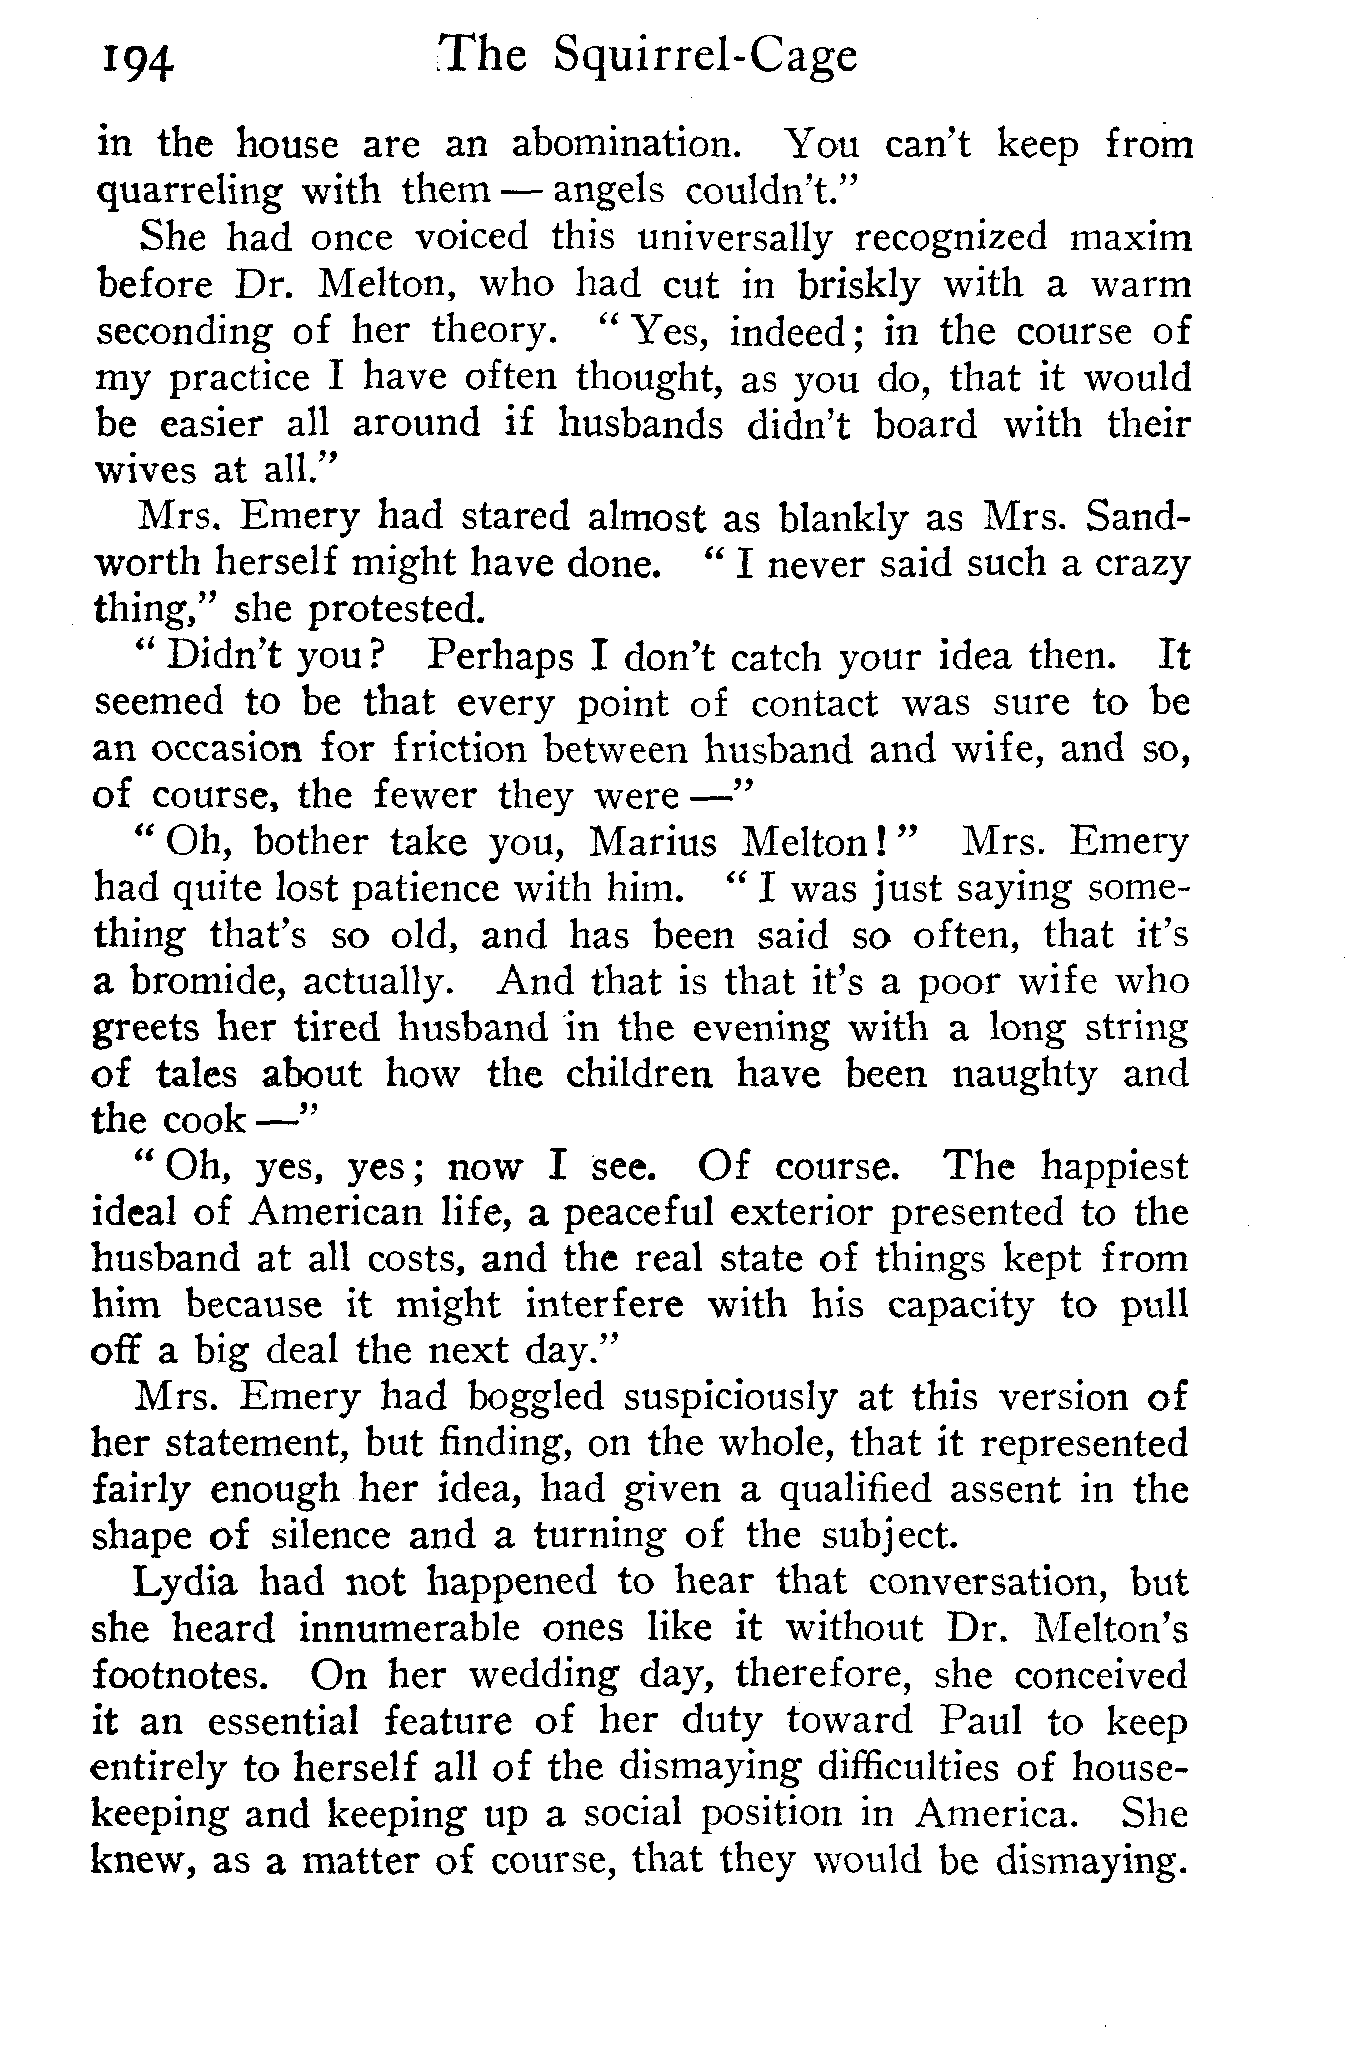 194 The Squirrel-Cage
in the house are an abomination. You can't keep from
quarreling with them — angels couldn't."
She had once voiced this universally recognized maxim
before Dr. Melton, who had cut in briskly with a warm
seconding of her theory. " Yes, indeed; in the course of
my practice I have often thought, as you do, that it would
be easier all around if husbands didn't board with their
wives at all."
Mrs. Emery had stared almost as blankly as Mrs. Sand-
worth herself might have done. " I never said such a crazy
thing," she protested.
" Didn't you? Perhaps I don't catch your idea then. It
seemed to be that every point of contact was sure to be
an occasion for friction between husband and wife, and so,
of course, the fewer they were —"
" Oh, bother take you, Marius Melton! " Mrs. Emery
had quite lost patience with him. " I was just saying some-
thing that's so old, and has been said so often, that it's
a bromide, actually. And that is that it's a poor wife who
greets her tired husband in the evening with a long string
of tales about how the children have been naughty and
the cook —"
" Oh, yes, yes; now I see. Of course. The happiest
ideal of American life, a peaceful exterior presented to the
husband at all costs, and the real state of things kept from
him because it might interfere with his capacity to pull
off a big deal the next day."
Mrs. Emery had boggled suspiciously at this version of
her statement, but finding, on the whole, that it represented
fairly enough her idea, had given a qualified assent in the
shape of silence and a turning of the subject.
Lydia had not happened to hear that conversation, but
she heard innumerable ones like it without Dr. Melton's
footnotes. On her wedding day, therefore, she conceived
it an essential feature of her duty toward Paul to keep
entirely to herself all of the dismaying difficulties of house-
keeping and keeping up a social position in America. She
knew, as a matter of course, that they would be dismaying.